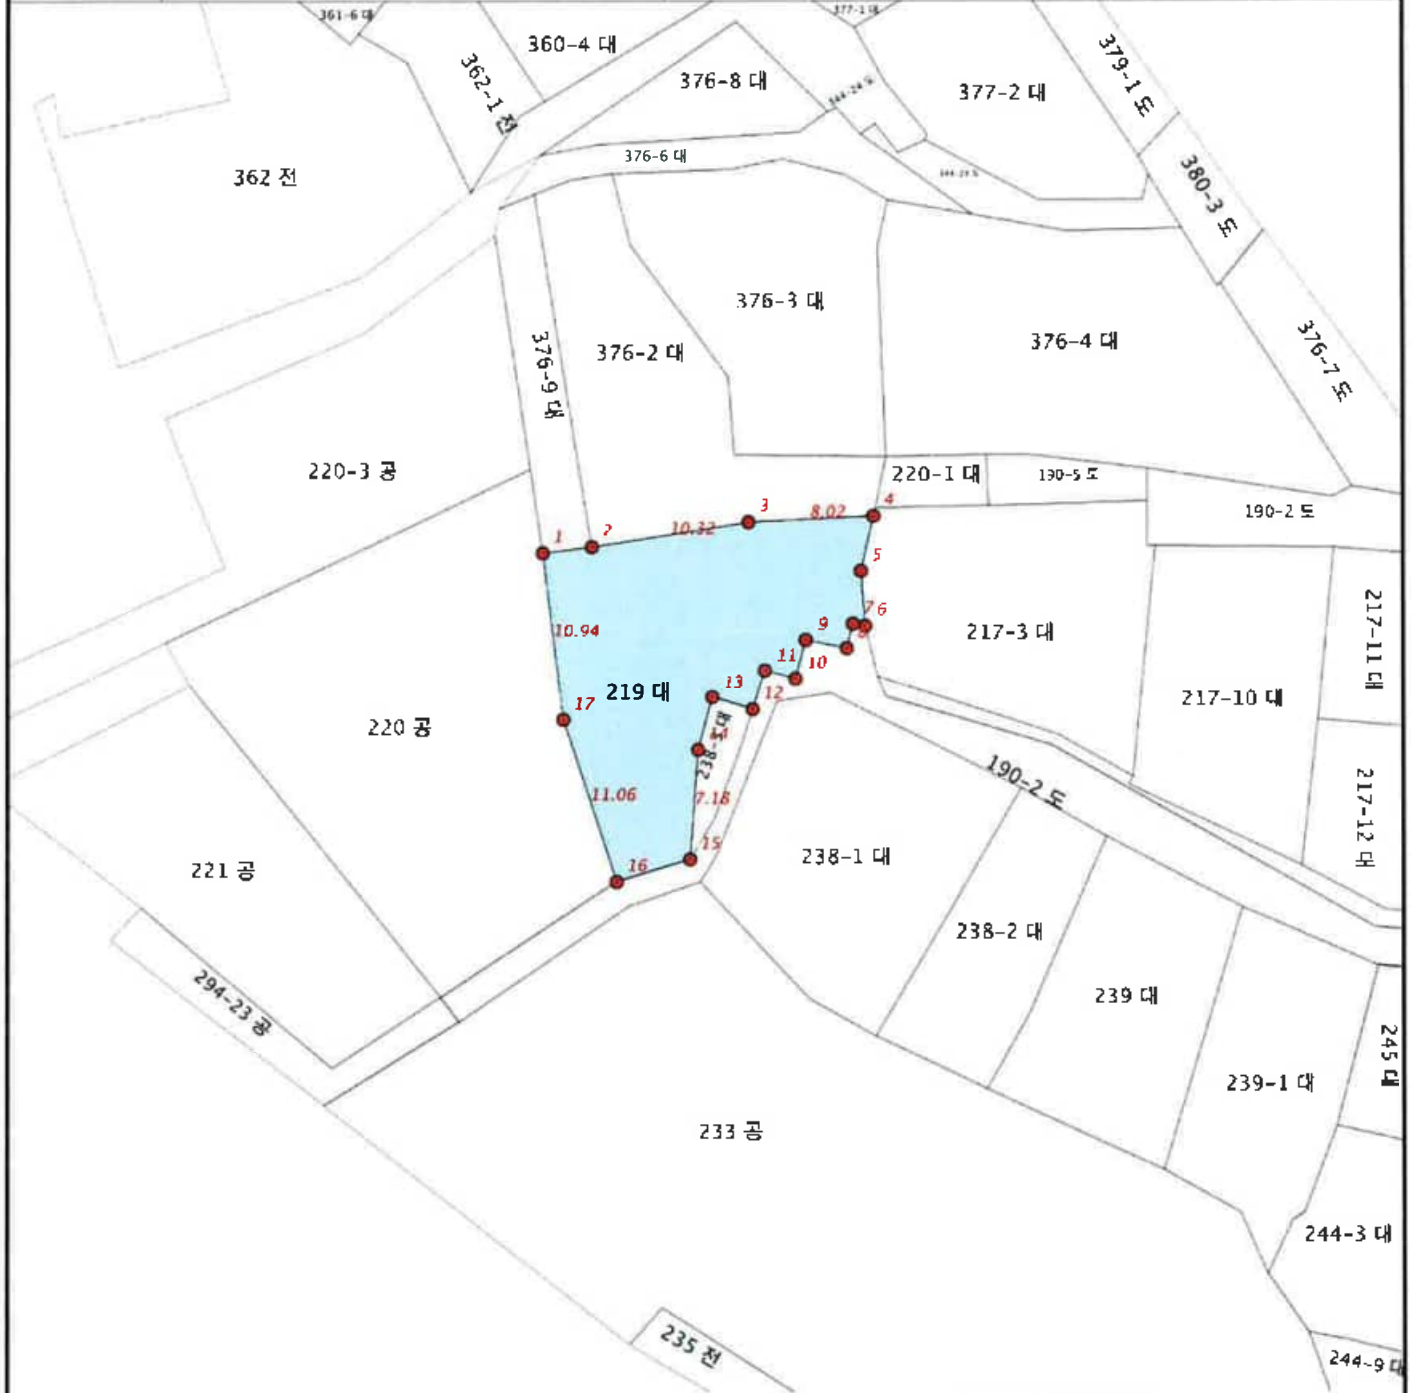 361-6 대
377-1 대
360-4 대
362-1 전
376-8 대
377-2 대
379-1 도
376-6 대
362 전
380-3 도
376-3 대
376-2 대
376-4 대
376-9 대
376-7 도
220-3 공
220-1 대
190-5 도
190-2 도
1
2
10.32
3
8.02
4
5
7
6
8
9
10
11
12
13
14
10.94
17
219 대
238-3 대
11.06
7.18
15
16
217-3 대
217-11 대
217-10 대
217-12 대
220 공
190-2 도
221 공
238-1 대
238-2 대
294-23 공
239 대
245 대
239-1 대
233 공
244-3 대
235 전
244-9 대